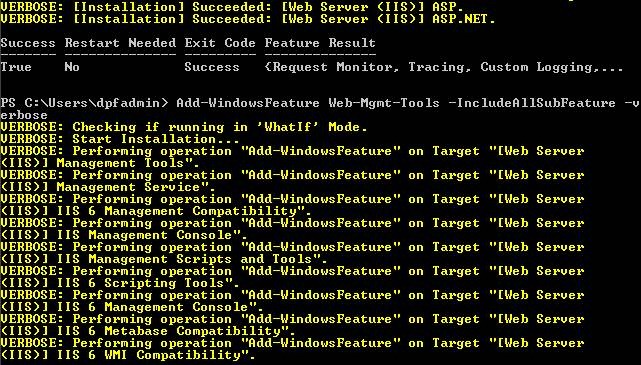 VERBOSE: [Installation] Succeeded: [Web Server (IIS)] ASP.
VERBOSE: [Installation] Succeeded: [Web Server (IIS)] ASP.NET.
Success Restart Needed Exit Code Feature Result
------- -------------- --------- --------------
True    No             Success   {Request Monitor, Tracing, Custom Logging,...
PS C:\Users\dpfadmin> Add-WindowsFeature Web-Mgmt-Tools -IncludeAllSubFeature -v
erbose
VERBOSE: Checking if running in 'WhatIf' Mode.
VERBOSE: Start Installation...
VERBOSE: Performing operation "Add-WindowsFeature" on Target "[Web Server
(IIS)] Management Tools".
VERBOSE: Performing operation "Add-WindowsFeature" on Target "[Web Server
(IIS)] Management Service".
VERBOSE: Performing operation "Add-WindowsFeature" on Target "[Web Server
(IIS)] IIS 6 Management Compatibility".
VERBOSE: Performing operation "Add-WindowsFeature" on Target "[Web Server
(IIS)] IIS Management Console".
VERBOSE: Performing operation "Add-WindowsFeature" on Target "[Web Server
(IIS)] IIS Management Scripts and Tools".
VERBOSE: Performing operation "Add-WindowsFeature" on Target "[Web Server
(IIS)] IIS 6 Scripting Tools".
VERBOSE: Performing operation "Add-WindowsFeature" on Target "[Web Server
(IIS)] IIS 6 Management Console".
VERBOSE: Performing operation "Add-WindowsFeature" on Target "[Web Server
(IIS)] IIS 6 Metabase Compatibility".
VERBOSE: Performing operation "Add-WindowsFeature" on Target "[Web Server
(IIS)] IIS 6 WMI Compatibility".